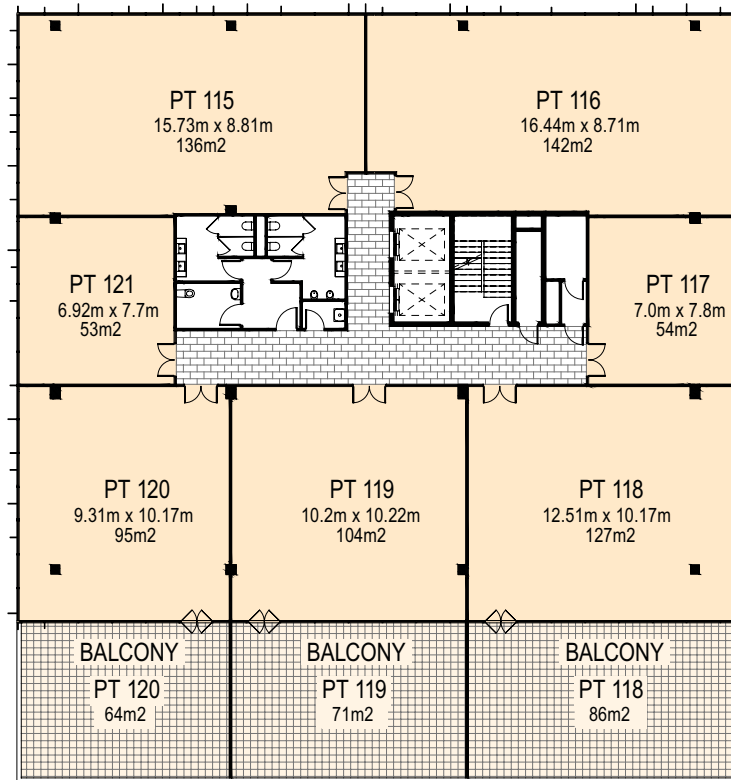 PT 115
15.73m x 8.81m
136m2
PT 116
16.44m x 8.71m
142m2
PT 121
6.92m x 7.7m
53m2
PT 117
7.0m x 7.8m
54m2
PT 120
9.31m x 10.17m
95m2
PT 119
10.2m x 10.22m
104m2
PT 118
12.51m x 10.17m
127m2
BALCONY
PT 120
64m2
BALCONY
PT 119
71m2
BALCONY
PT 118
86m2